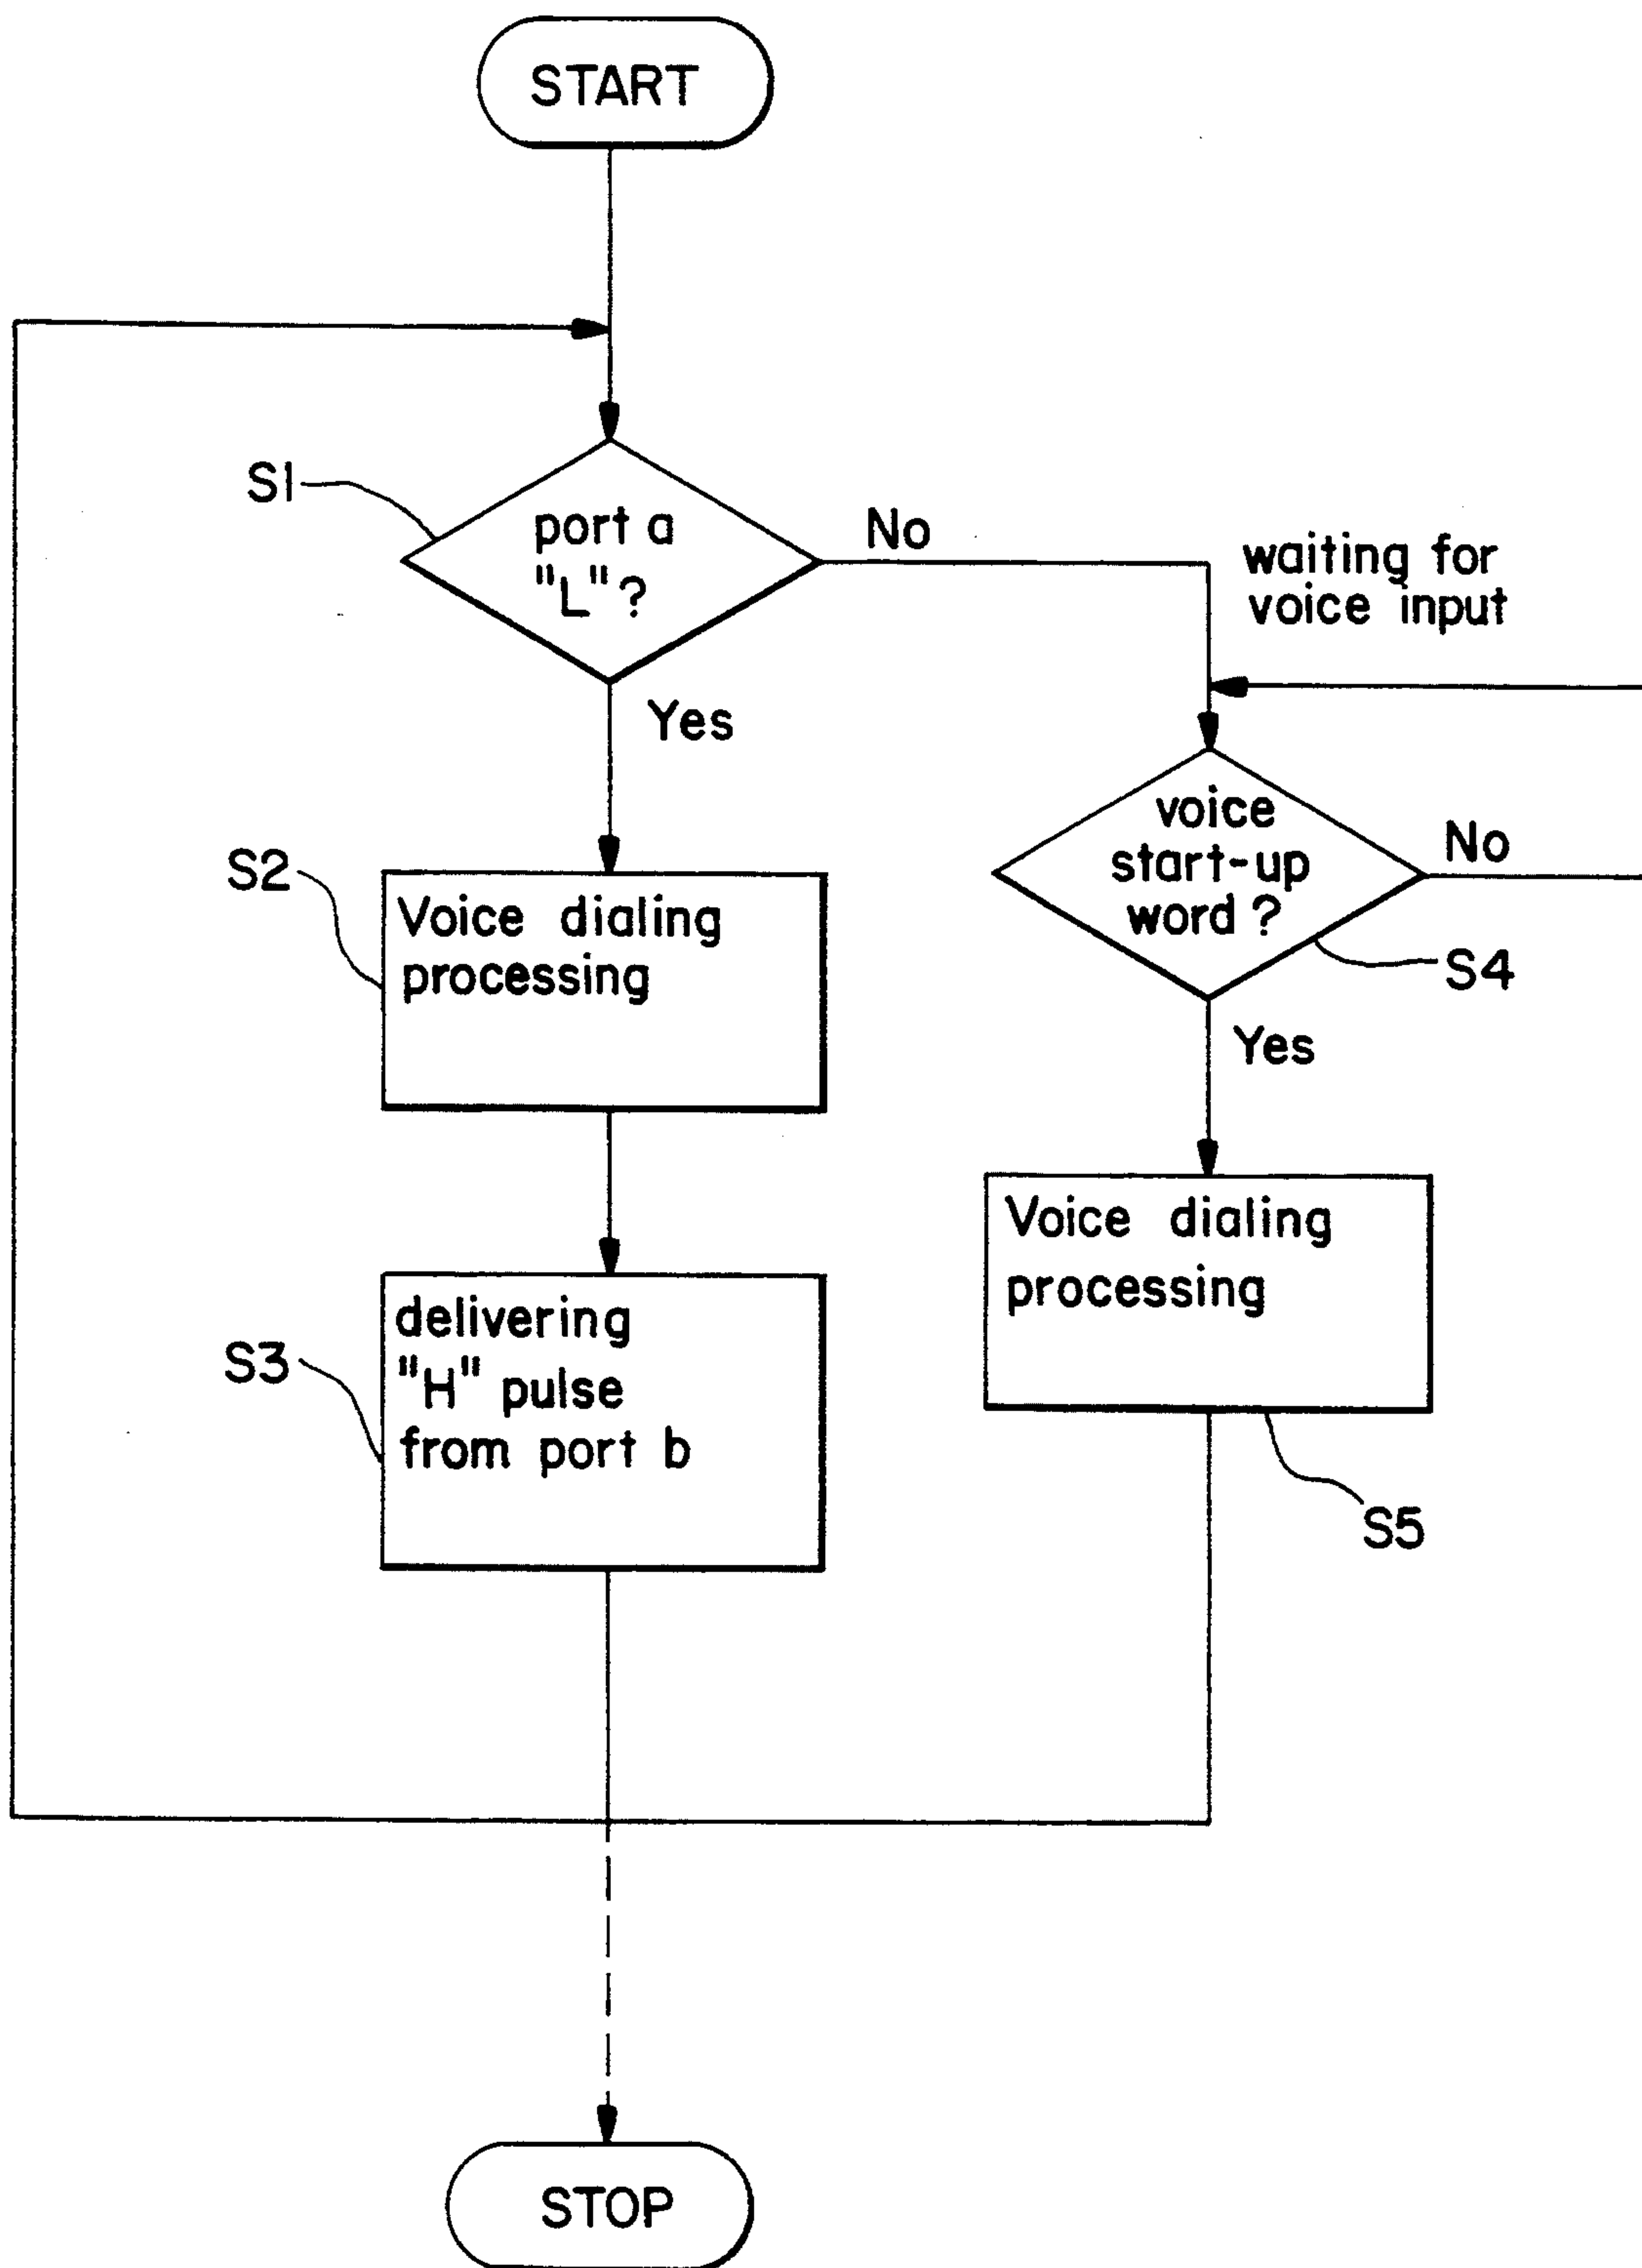 START
S1
port a
"L"?
No
Yes
waiting for
voice input
voice
start-up
word?
No
S4
Yes
S2
Voice dialing
processing
S3
delivering
"H" pulse
from port b
Voice dialing
processing
S5
STOP